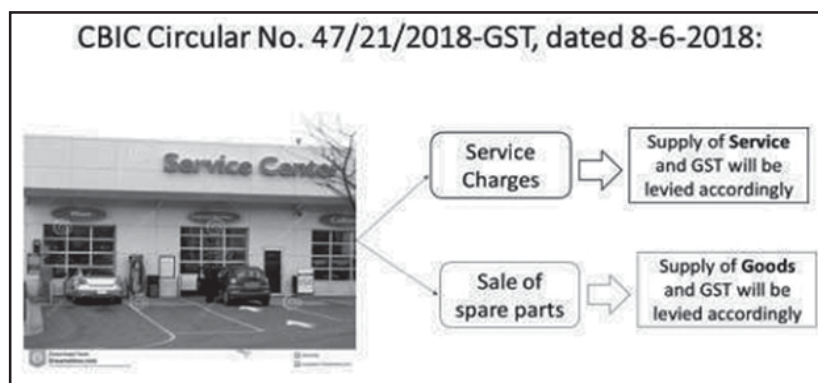 CBIC Circular No. 47/21/2018-GST, dated 8-6-2018:
Service Center
Service
Charges
Supply of Service
and GST will be
levied accordingly
Sale of
spare parts
Supply of Goods
and GST will be
levied accordingly